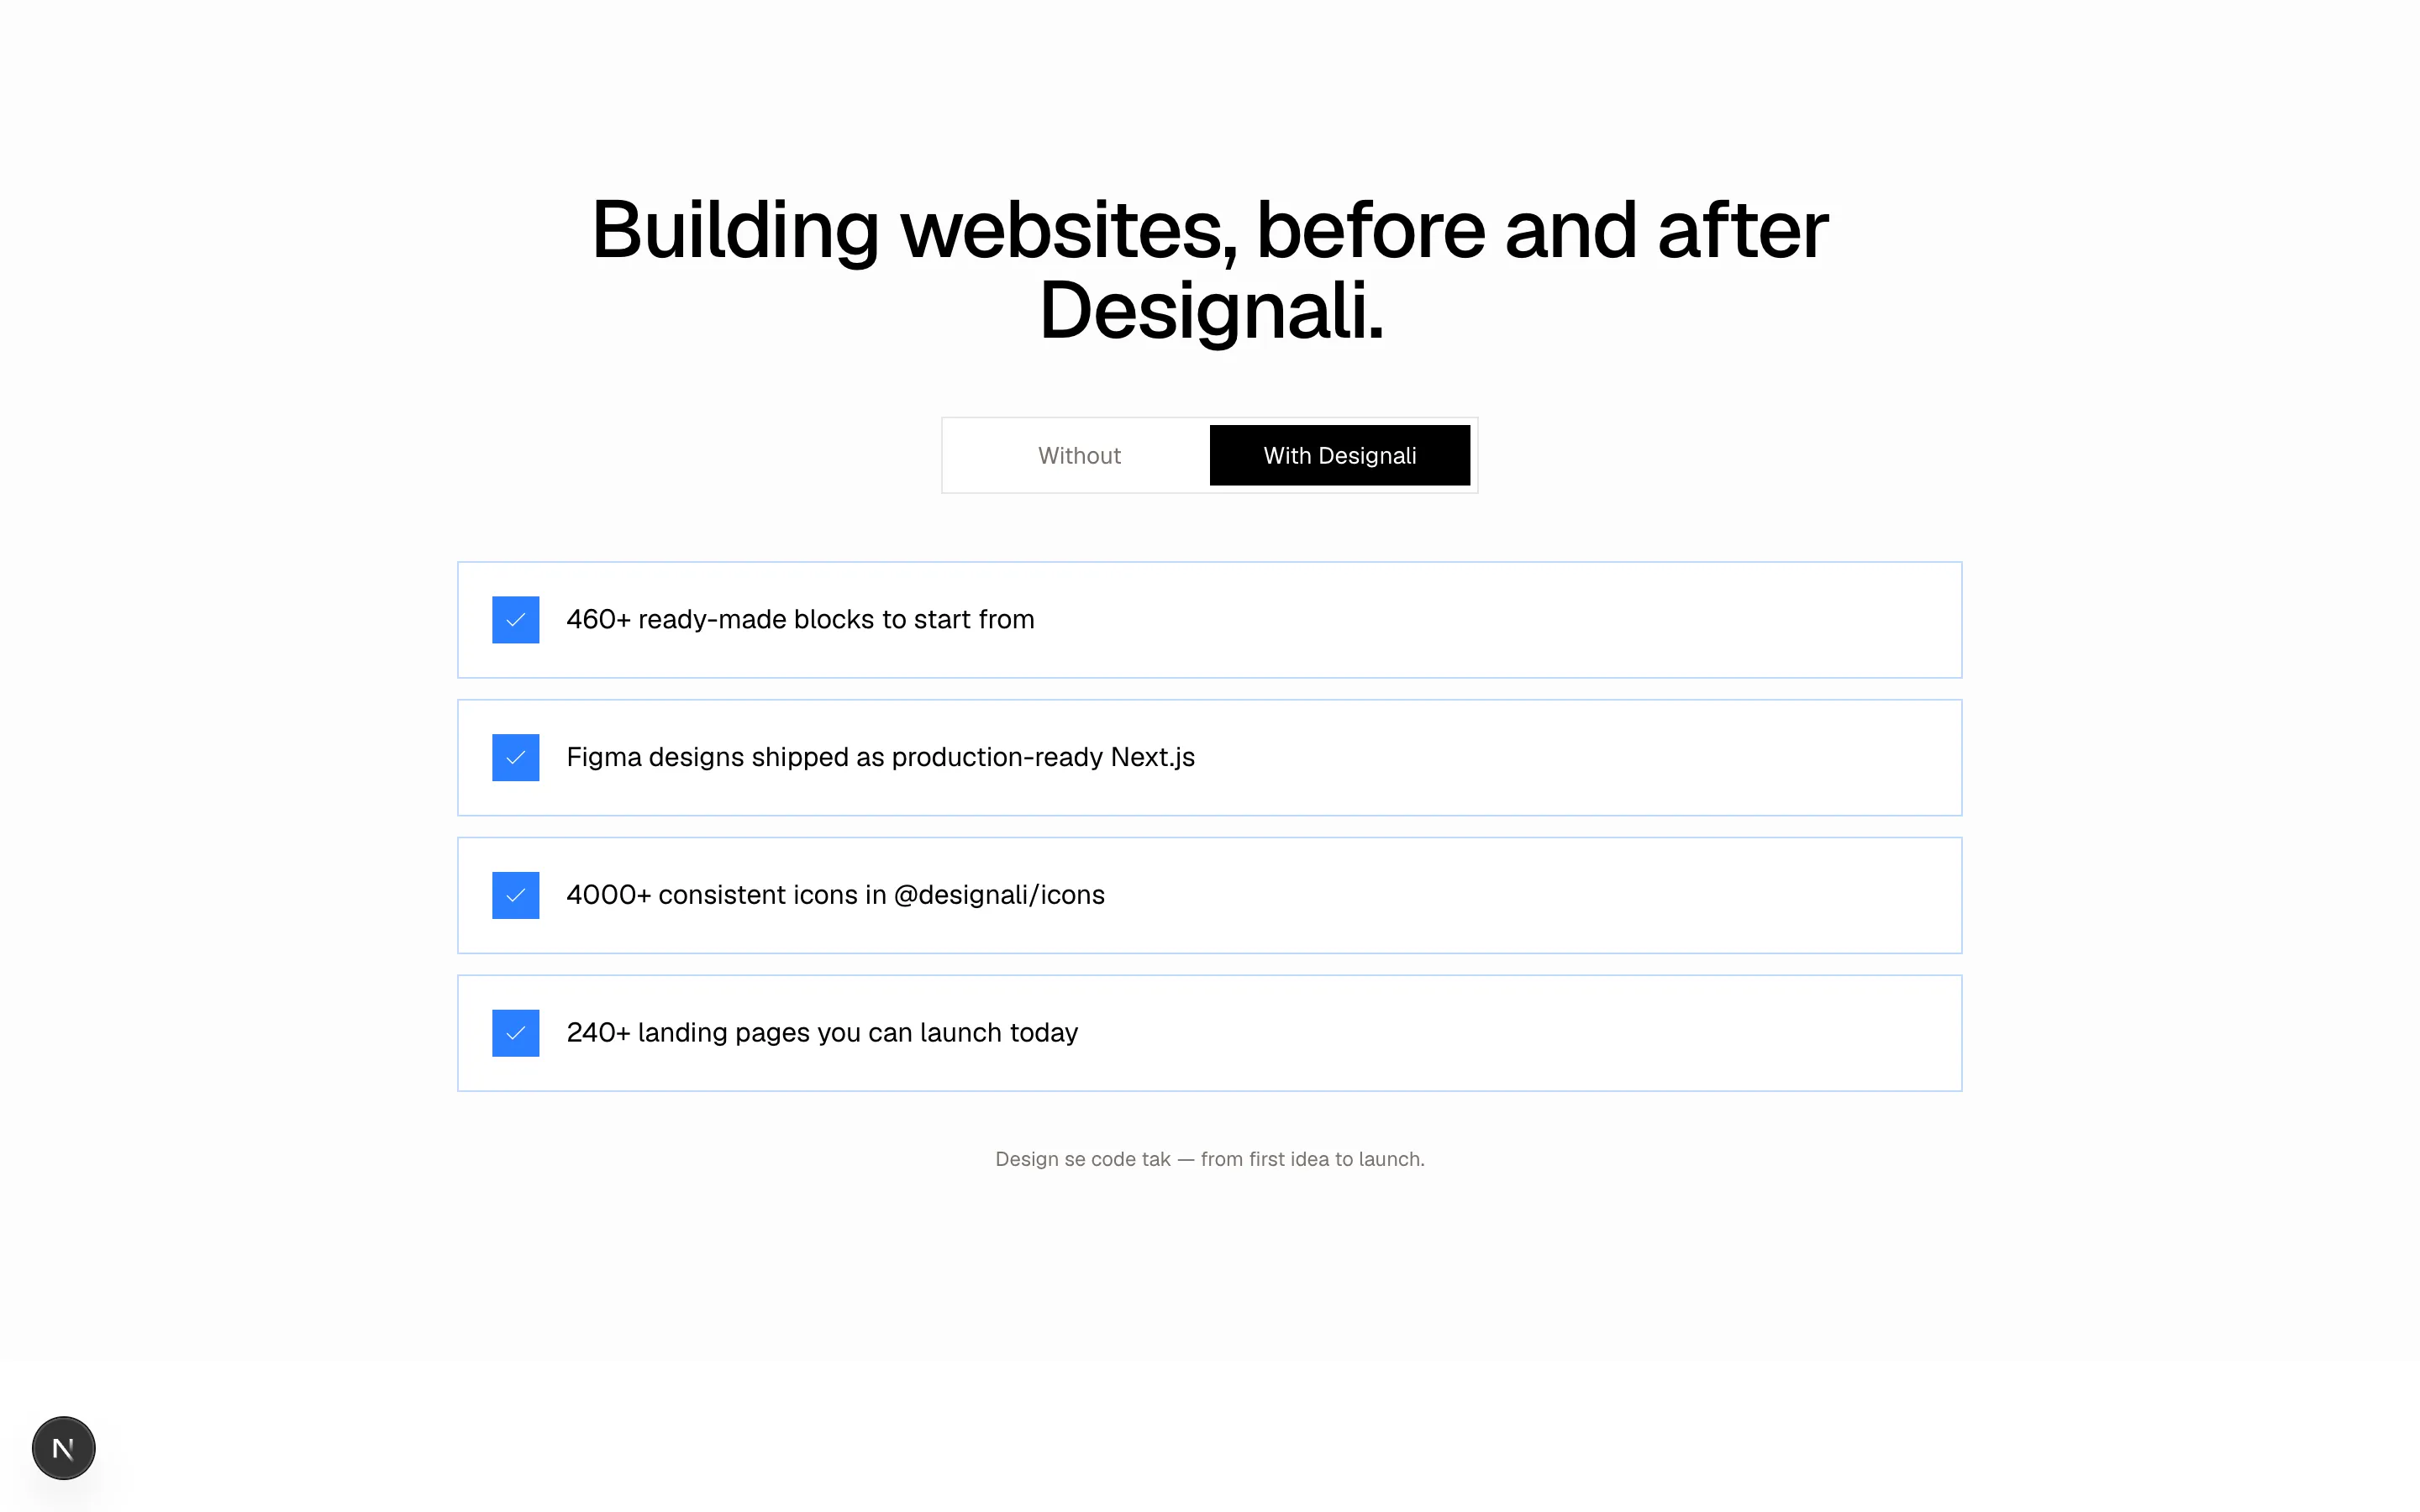 Building websites, before and after
Designali.
Without
With Designali
460+ ready-made blocks to start from
Figma designs shipped as production-ready Next.js
4000+ consistent icons in @designali/icons
240+ landing pages you can launch today
Design se code tak — from first idea to launch.
N